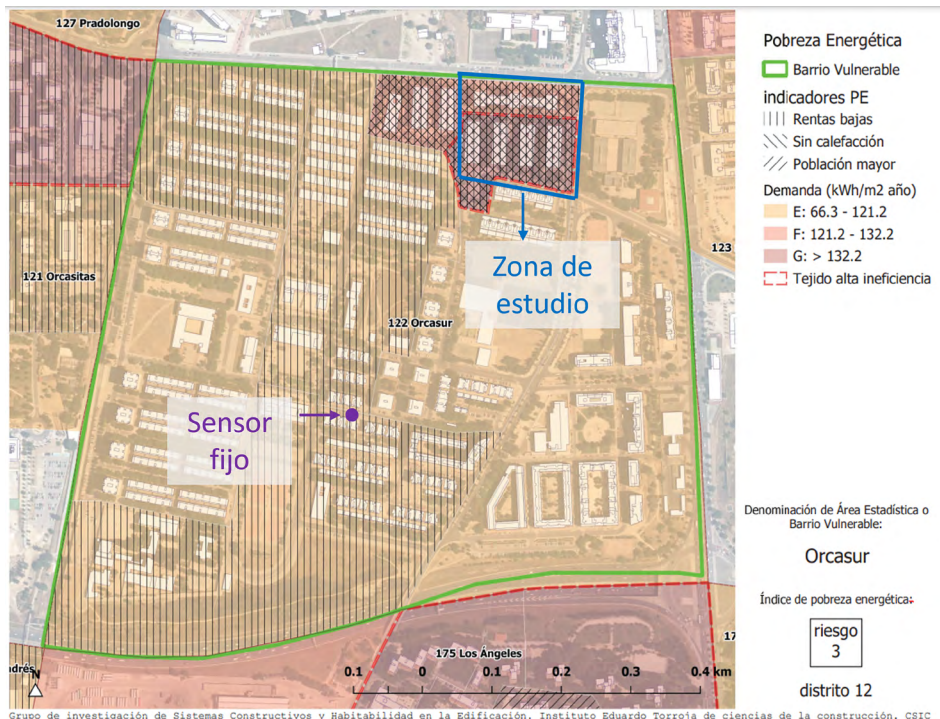 127 Pradolongo
Pobreza Energética
Barrio Vulnerable
indicadores PE
Rentas bajas
Sin calefacción
Población mayor
Demanda (kWh/m2 año)
E: 66.3 - 121.2
F: 121.2 - 132.2
G: > 132.2
Tejido alta ineficiencia
123
121 Orcasitas
Zona de
estudio
122 Orcasur
Sensor
fijo
Denominación de Área Estadística o
Barrio Vulnerable:
Orcasur
Índice de pobreza energética:
riesgo
3
distrito 12
175 Los Ángeles
17
ndrés
N
0.1 0 0.1 0.2 0.3 0.4 km
Grupo de investigación de Sistemas Constructivos y Habitabilidad en la Edificación. Instituto Eduardo Torroja de ciencias de la construcción. CSIC